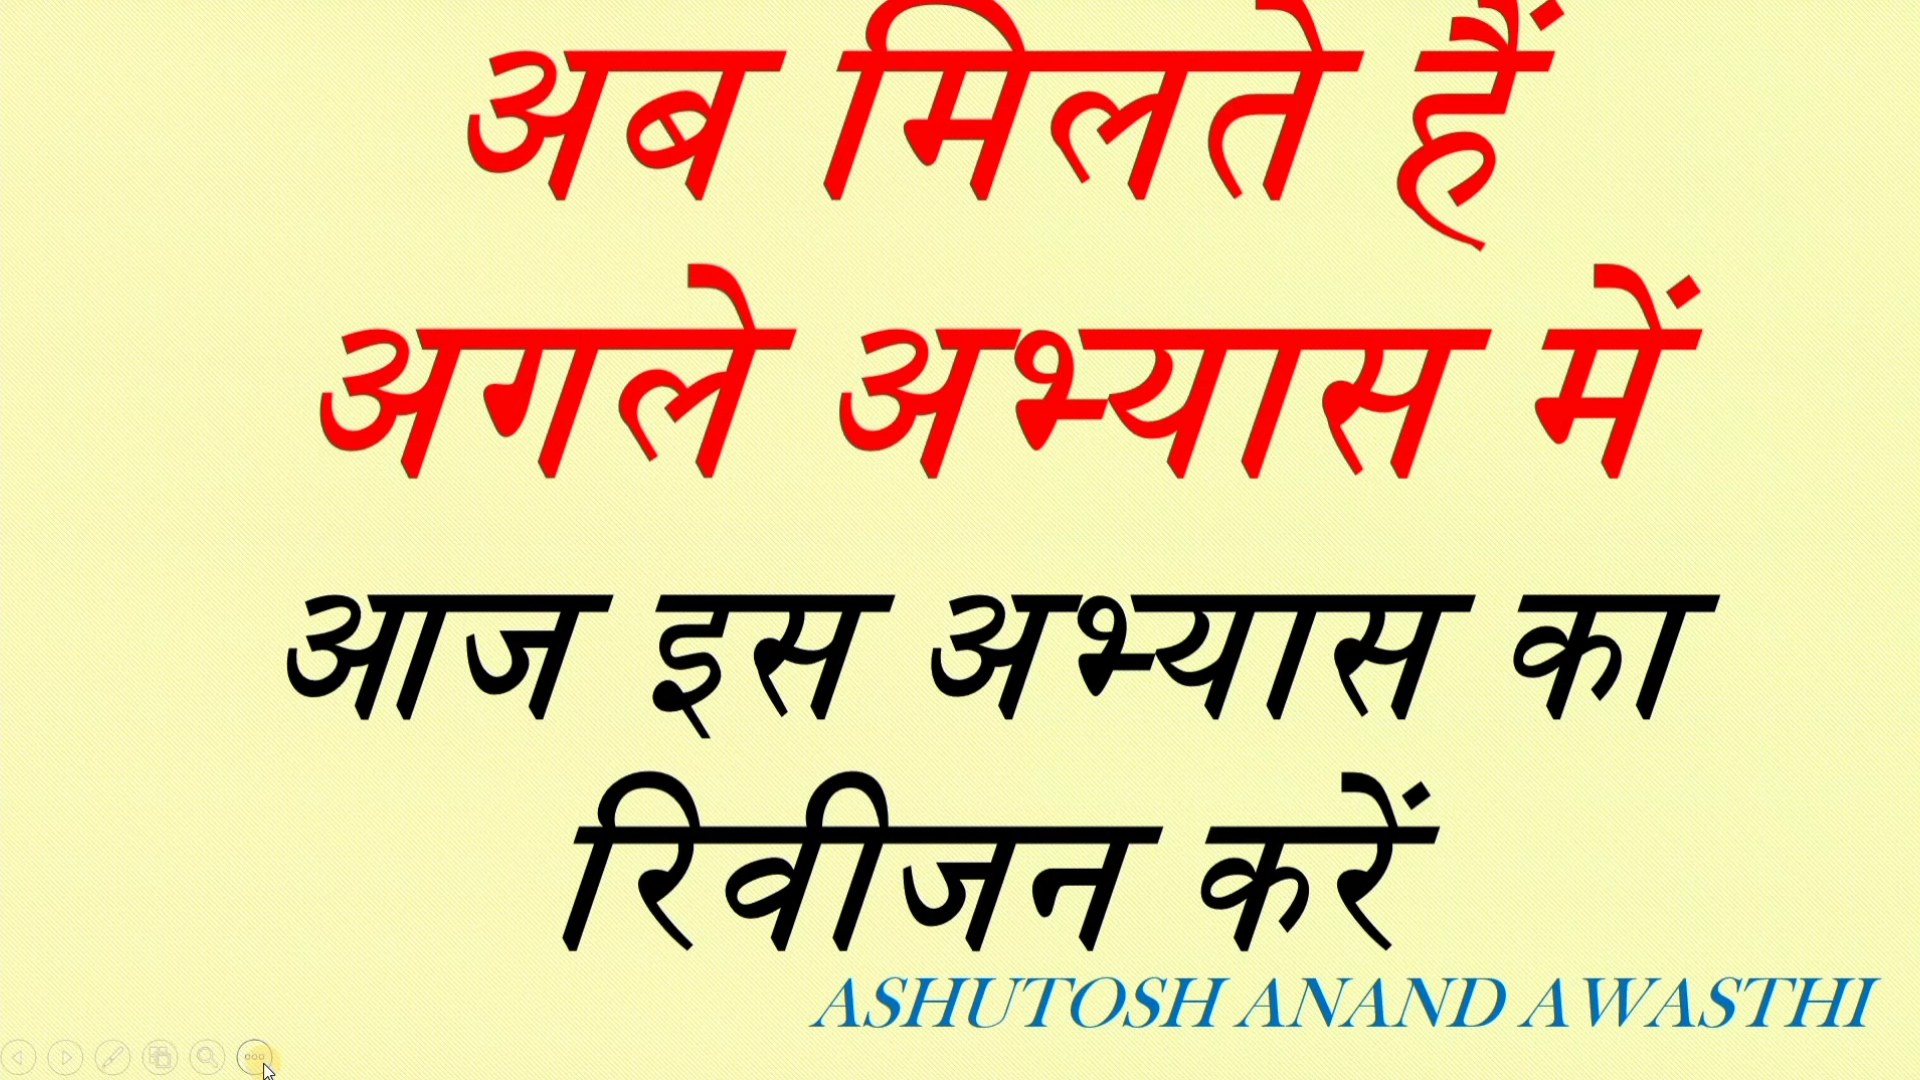 अब मिलते हैं
अगले अभ्यास में
आज इस अभ्यास का
रिवीजन करें
ASHUTOSH ANAND AWASTHI